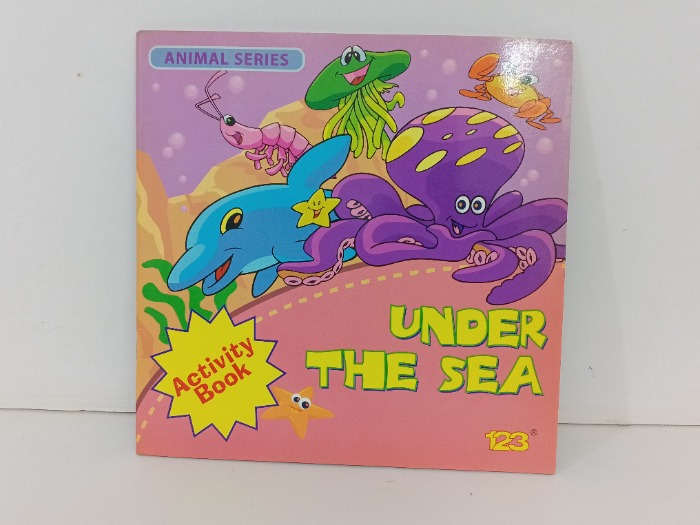 ANIMAL SERIES
UNDER
THE SEA
Activity
Book
123®